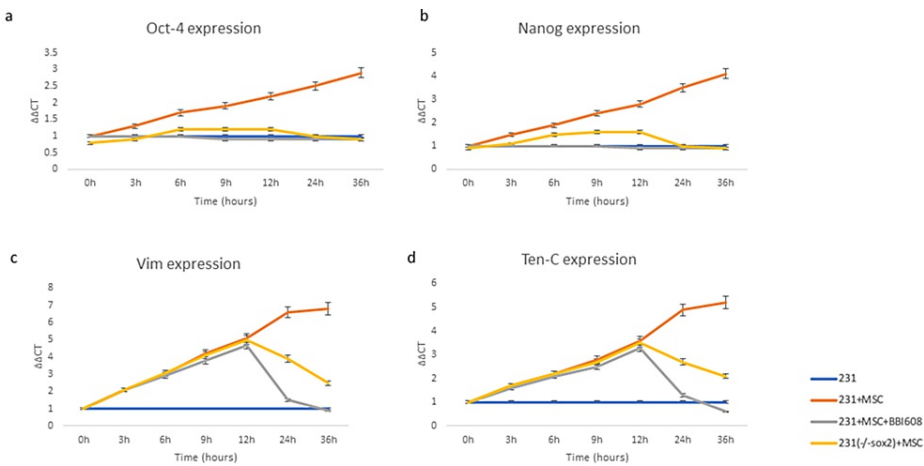 a
Oct-4 expression
ΔΔCT
3.5
3
2.5
2
1.5
1
0.5
0
0h 3h 6h 9h 12h 24h 36h
Time (hours)
b
Nanog expression
ΔΔCT
5
4
3
2
1
0
0h 3h 6h 9h 12h 24h 36h
Time (hours)
c
Vim expression
ΔΔCT
8
7
6
5
4
3
2
1
0
0h 3h 6h 9h 12h 24h 36h
Time (hours)
d
Ten-C expression
ΔΔCT
6
5
4
3
2
1
0
0h 3h 6h 9h 12h 24h 36h
Time (hours)
231
231+MSC
231+MSC+BBI608
231(-/-sox2)+MSC